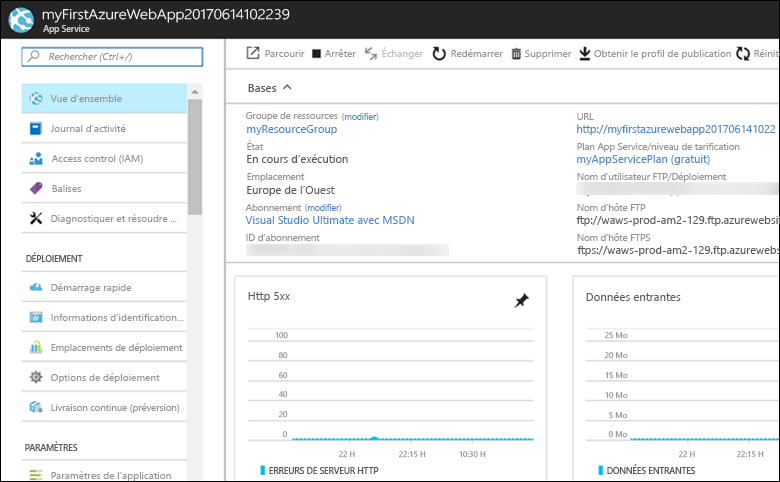 myFirstAzureWebApp20170614102239
App Service
Rechercher (Ctrl+/)
Vue d'ensemble
Journal d'activité
Access control (IAM)
Balises
Diagnostiquer et résoudre ...
DÉPLOIEMENT
Démarrage rapide
Informations d'identification...
Emplacements de déploiement
Options de déploiement
Livraison continue (préversion)
PARAMÈTRES
Paramètres de l'application
Parcourir Arrêter Échanger Redémarrer Supprimer Obtenir le profil de publication Réinit
Bases
Groupe de ressources (modifier)
myResourceGroup
État
En cours d'exécution
Emplacement
Europe de l'Ouest
Abonnement (modifier)
Visual Studio Ultimate avec MSDN
ID d'abonnement
URL
http://myfirstazurewebapp201706141022
Plan App Service/niveau de tarification
myAppServicePlan (gratuit)
Nom d'utilisateur FTP/Déploiement
Nom d'hôte FTP
ftp://waws-prod-am2-129.ftp.azurewebsite
Nom d'hôte FTPS
ftps://waws-prod-am2-129.ftp.azurewebs
Http 5xx
100
80
60
40
20
0
22 H 22:15 H 10:30 H
ERREURS DE SERVEUR HTTP
Données entrantes
25 Mo
20 Mo
15 Mo
10 Mo
5 Mo
0 Mo
22 H 22:15 H
DONNÉES ENTRANTES